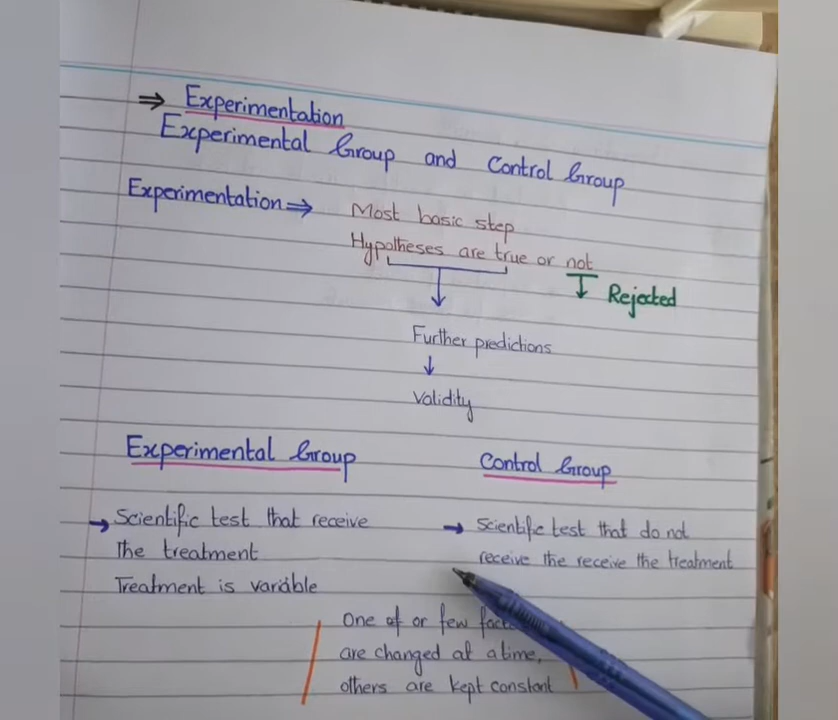 ⇒ Experimentation
Experimental Group and Control Group
Experimentation ⇒ Most basic step
Hypotheses are true or not
↓ Rejected
↓
Further predictions
↓
Validity
Experimental Group
→ Scientific test that receive
the treatment
Treatment is variable
Control Group
→ Scientific test that do not
receive the receive the treatment
One of or few
are changed at a time,
others are kept constant